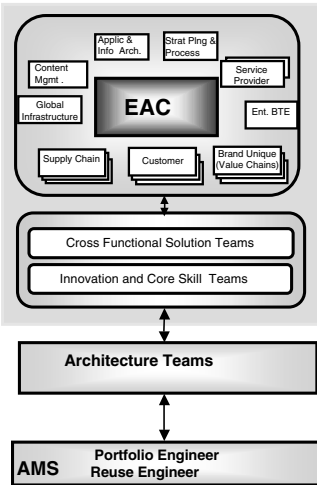 Applic &
Info Arch.
Strat Plng &
Process
Content
Mgmt .
Service
Provider
Global
Infrastructure
EAC
Ent. BTE
Supply Chain
Customer
Brand Unique
(Value Chains)
Cross Functional Solution Teams
Innovation and Core Skill Teams
Architecture Teams
Portfolio Engineer
AMS Reuse Engineer